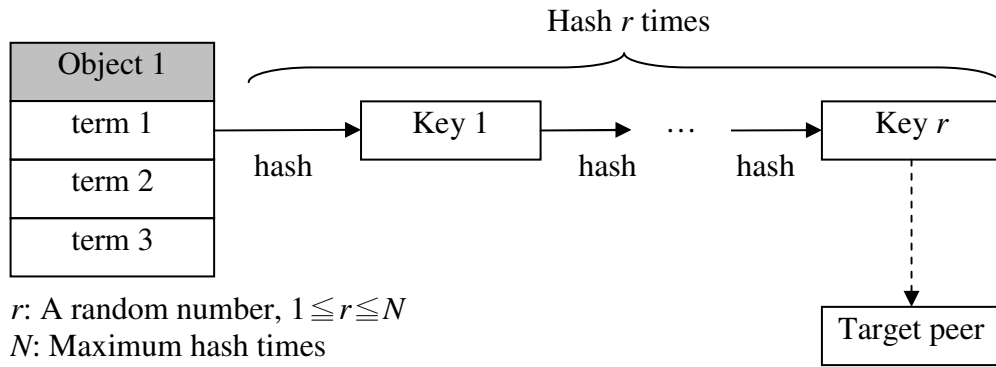 Hash r times
Object 1
term 1
Key 1
…
Key r
hash
hash
hash
term 2
term 3
r: A random number, 1≦r≦N
N: Maximum hash times
Target peer